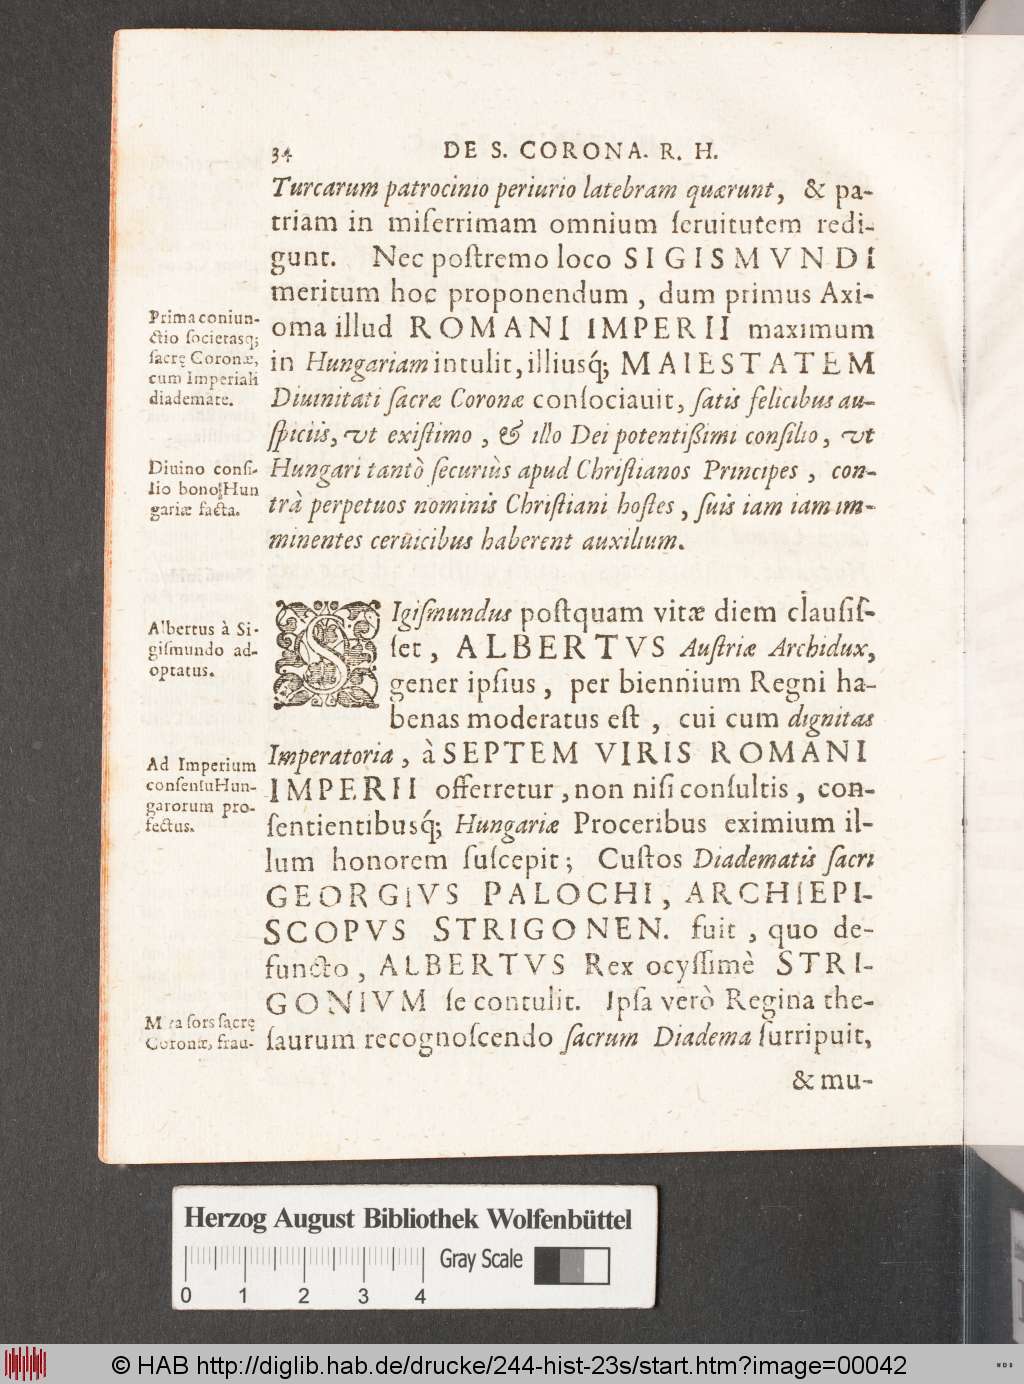 34 DE S. CORONA. R. H.
Turcarum patrocinio periurio latebram quærunt, & pa-
triam in miſerrimam omnium ſeruitutem redi-
gunt. Nec poſtremo loco SIGISMVNDI
meritum hoc proponendum, dum primus Axi-
oma illud ROMANI IMPERII maximum
in Hungariam intulit, illiusq́; MAIESTATEM
Diuinitati ſacræ Coronæ conſociauit, ſatis felicibus au-
ſpiciis, vt exiſtimo, & illo Dei potentißimi conſilio, vt
Hungari tantò ſecuriùs apud Chriſtianos Principes, con-
trà perpetuos nominis Chriſtiani hoſtes, ſuis iam iam im-
minentes ceruicibus haberent auxilium.
Prima coniun-
ctio ſocietasq;
ſacrę Coronæ,
cum Imperiali
diademate.
Diuino conſi-
lio bono Hun
gariæ facta.
SIgiſmundus poſtquam vitæ diem clauſiſ-
ſet, ALBERTVS Auſtriæ Archidux,
gener ipſius, per biennium Regni ha-
benas moderatus eſt, cui cum dignitas
Imperatoria, à SEPTEM VIRIS ROMANI
IMPERII offerretur, non niſi conſultis, con-
ſentientibusq́; Hungariæ Proceribus eximium il-
lum honorem ſuſcepit; Cuſtos Diadematis ſacri
GEORGIVS PALOCHI, ARCHIEPI-
SCOPVS STRIGONEN. fuit, quo de-
functo, ALBERTVS Rex ocyſſimè STRI-
GONIVM ſe contulit. Ipſa verò Regina the-
ſaurum recognoſcendo ſacrum Diadema ſurripuit,
& mu-
Albertus à Si-
giſmundo ad-
optatus.
Ad Imperium
conſenſu Hun-
garorum pro-
fectus.
Mira ſors ſacrę
Coronæ, frau-
Herzog August Bibliothek Wolfenbüttel
Gray Scale
0 1 2 3 4
© HAB http://diglib.hab.de/drucke/244-hist-23s/start.htm?image=00042